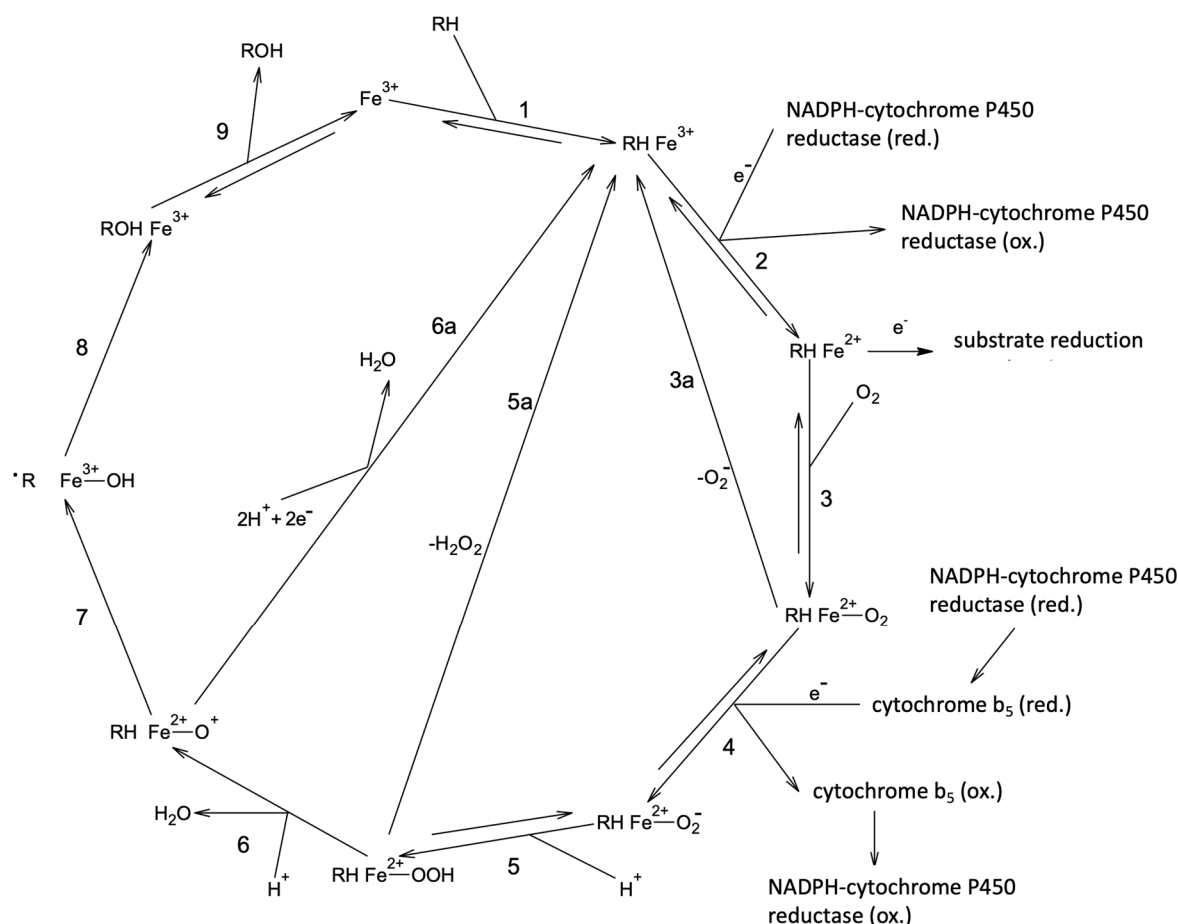 RH
ROH
Fe3+
1
9
RH Fe3+
NADPH-cytochrome P450
reductase (red.)
e-
NADPH-cytochrome P450
reductase (ox.)
ROH Fe3+
2
6a
8
H2O
RH Fe2+
e-
substrate reduction
3a
5a
O2
-O2-
3
·R Fe3+—OH
2H+ + 2e-
-H2O2
NADPH-cytochrome P450
reductase (red.)
7
RH Fe2+—O2
e-
cytochrome b5 (red.)
RH Fe2+—O+
4
cytochrome b5 (ox.)
H2O
6
RH Fe2+—O2-
H+
RH Fe2+—OOH
5
H+
NADPH-cytochrome P450
reductase (ox.)